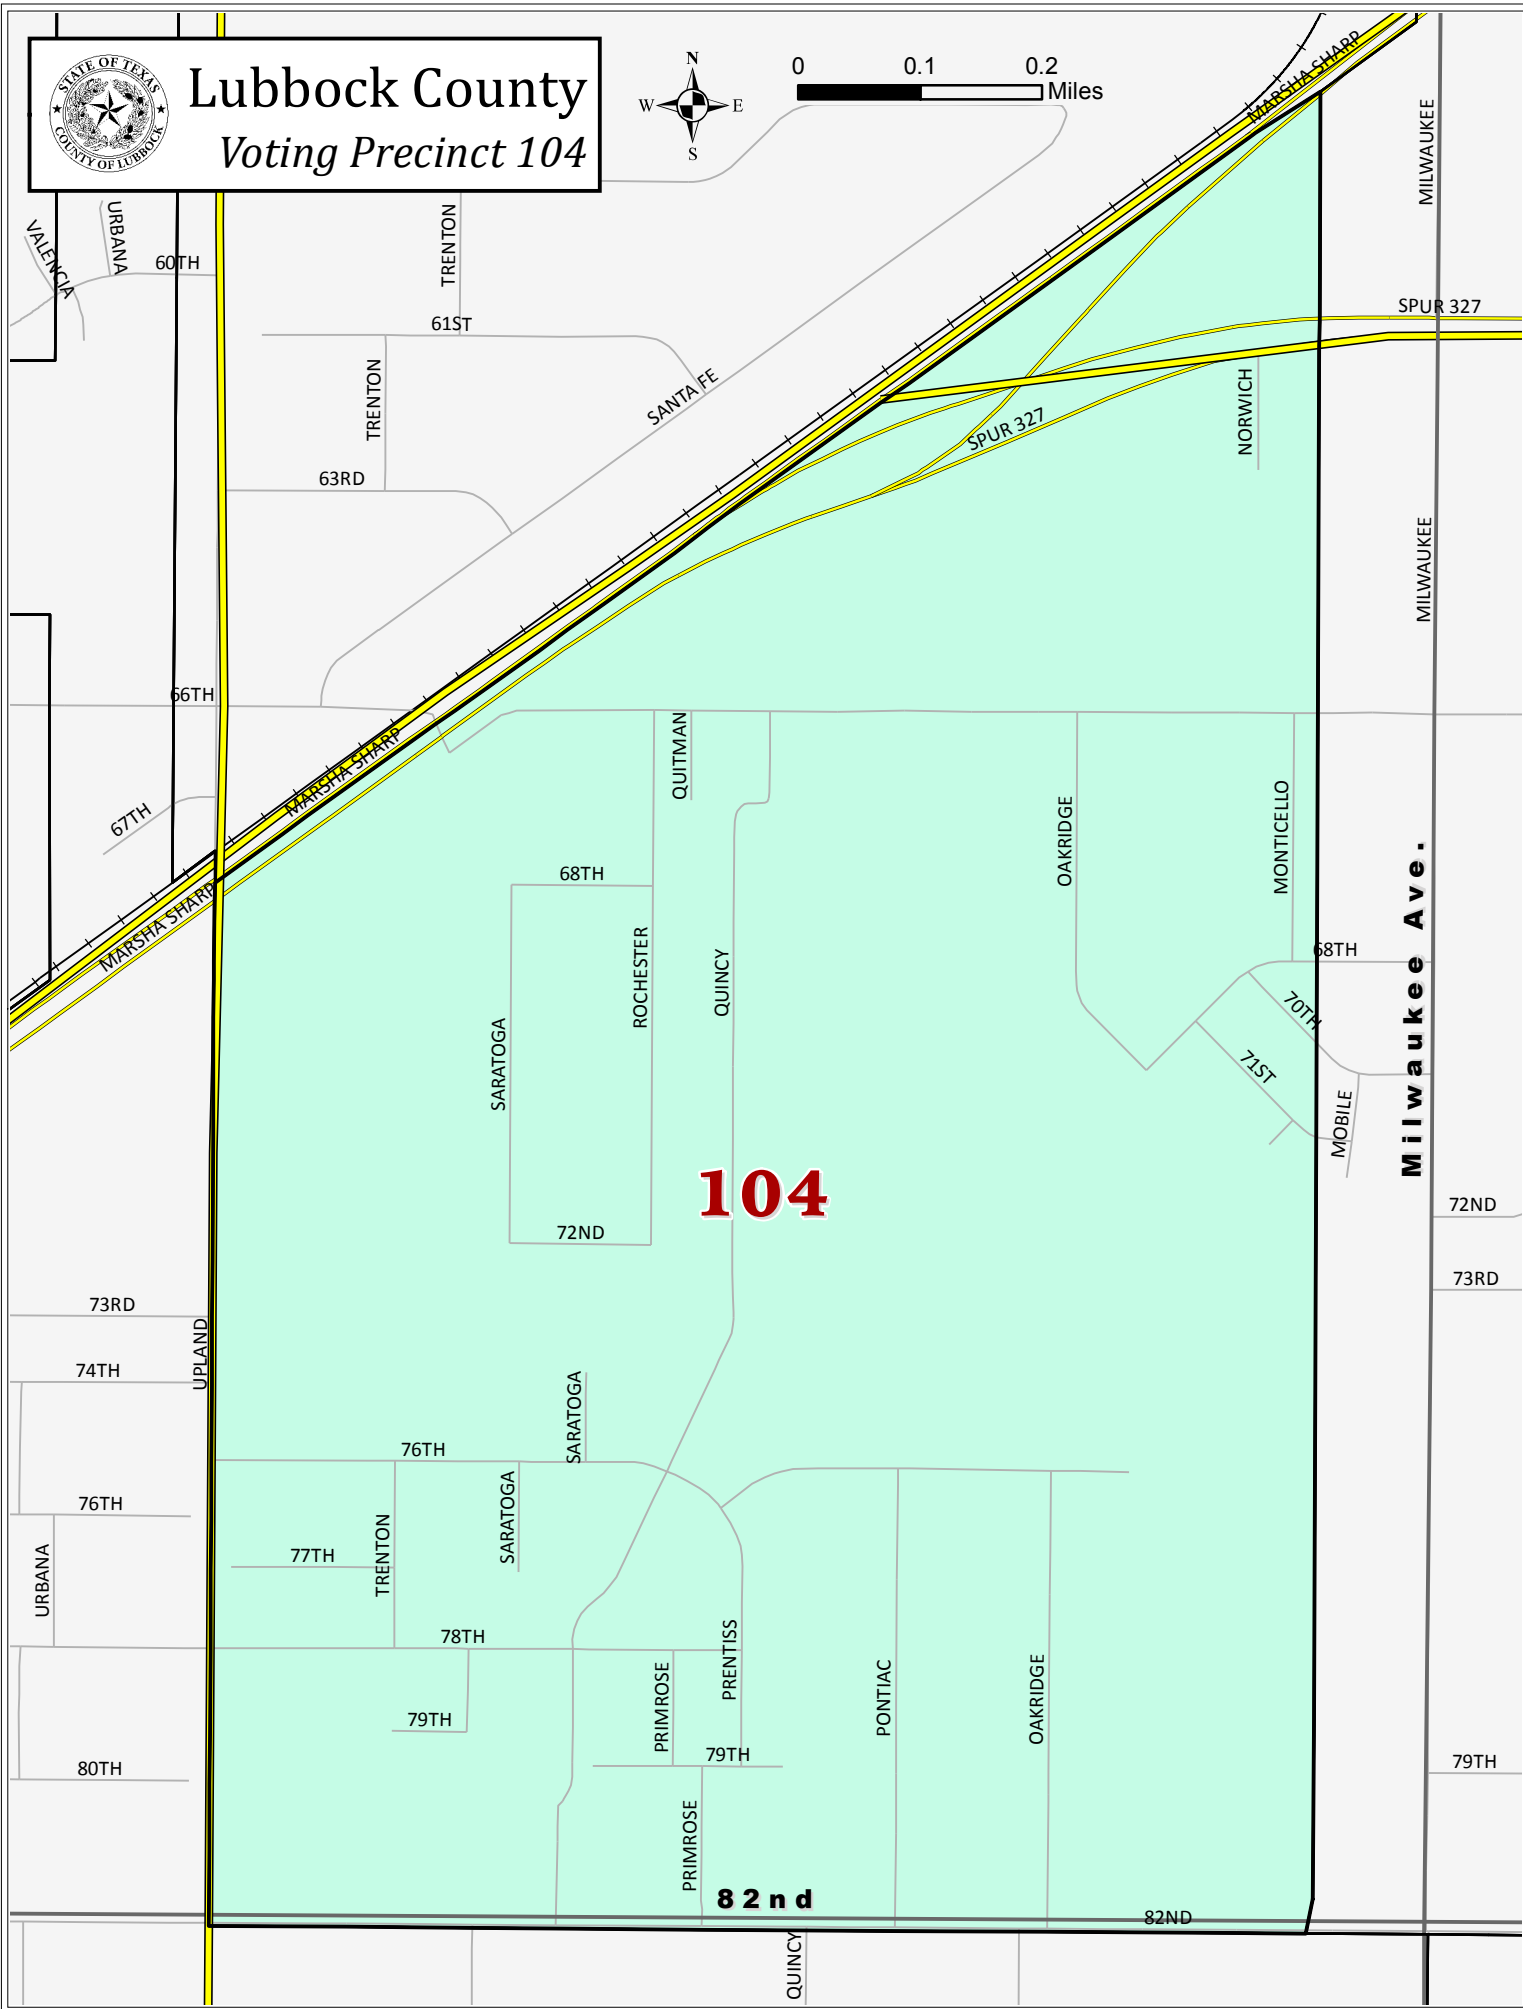 STATE OF TEXAS
COUNTY OF LUBBOCK
Lubbock County
Voting Precinct 104
N
W E
S
0 0.1 0.2
Miles
MARSHA SHARP
MILWAUKEE
VALENCIA
URBANA
60TH
TRENTON
61ST
SPUR 327
TRENTON
SANTA FE
SPUR 327
NORWICH
63RD
MILWAUKEE
66TH
MARSHA SHARP
QUITMAN
67TH
OAKRIDGE
MONTICELLO
68TH
MARSHA SHARP
ROCHESTER
QUINCY
68TH
Milwaukee Ave.
SARATOGA
70TH
71ST
MOBILE
104
72ND
72ND
73RD
73RD
UPLAND
74TH
SARATOGA
76TH
76TH
SARATOGA
TRENTON
77TH
URBANA
78TH
PRENTISS
PRIMROSE
PONTIAC
OAKRIDGE
79TH
79TH
80TH
79TH
PRIMROSE
82nd
82ND
QUINCY